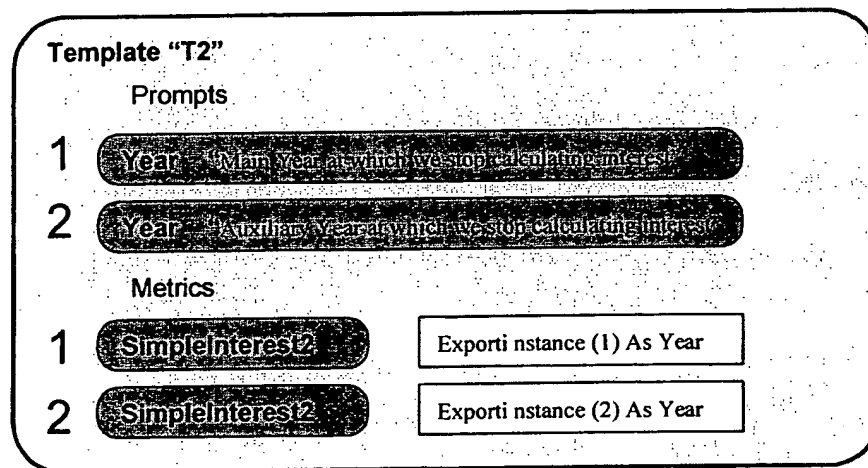 Template “T2”
Prompts
1 Year Main Year at which we stop calculating interest
2 Year Auxiliary Year at which we stop calculating interest
Metrics
1 SimpleInterest2 Exporti nstance (1) As Year
2 SimpleInterest2 Exporti nstance (2) As Year